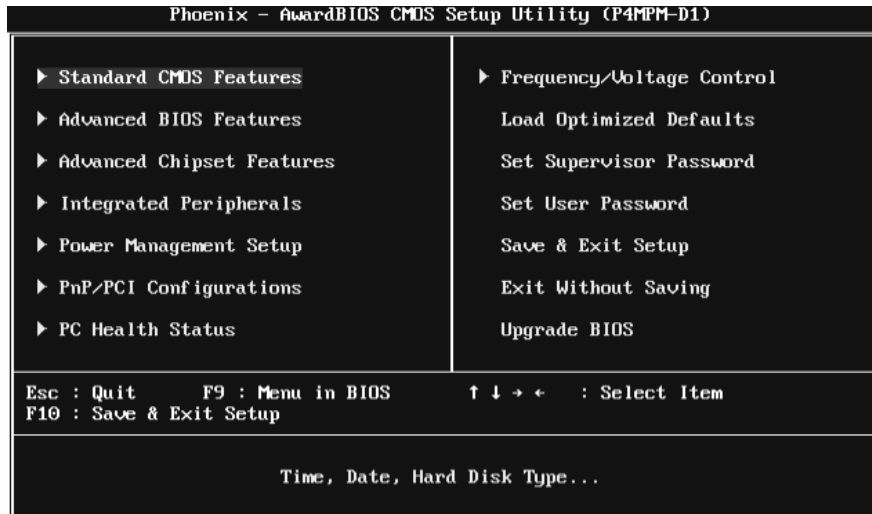 Phoenix - AwardBIOS CMOS Setup Utility (P4MPM-D1)
Standard CMOS Features
Advanced BIOS Features
Advanced Chipset Features
Integrated Peripherals
Power Management Setup
PnP/PCI Configurations
PC Health Status
Frequency/Voltage Control
Load Optimized Defaults
Set Supervisor Password
Set User Password
Save & Exit Setup
Exit Without Saving
Upgrade BIOS
Esc : Quit F9 : Menu in BIOS ↑ ↓ → ← : Select Item
F10 : Save & Exit Setup
Time, Date, Hard Disk Type...